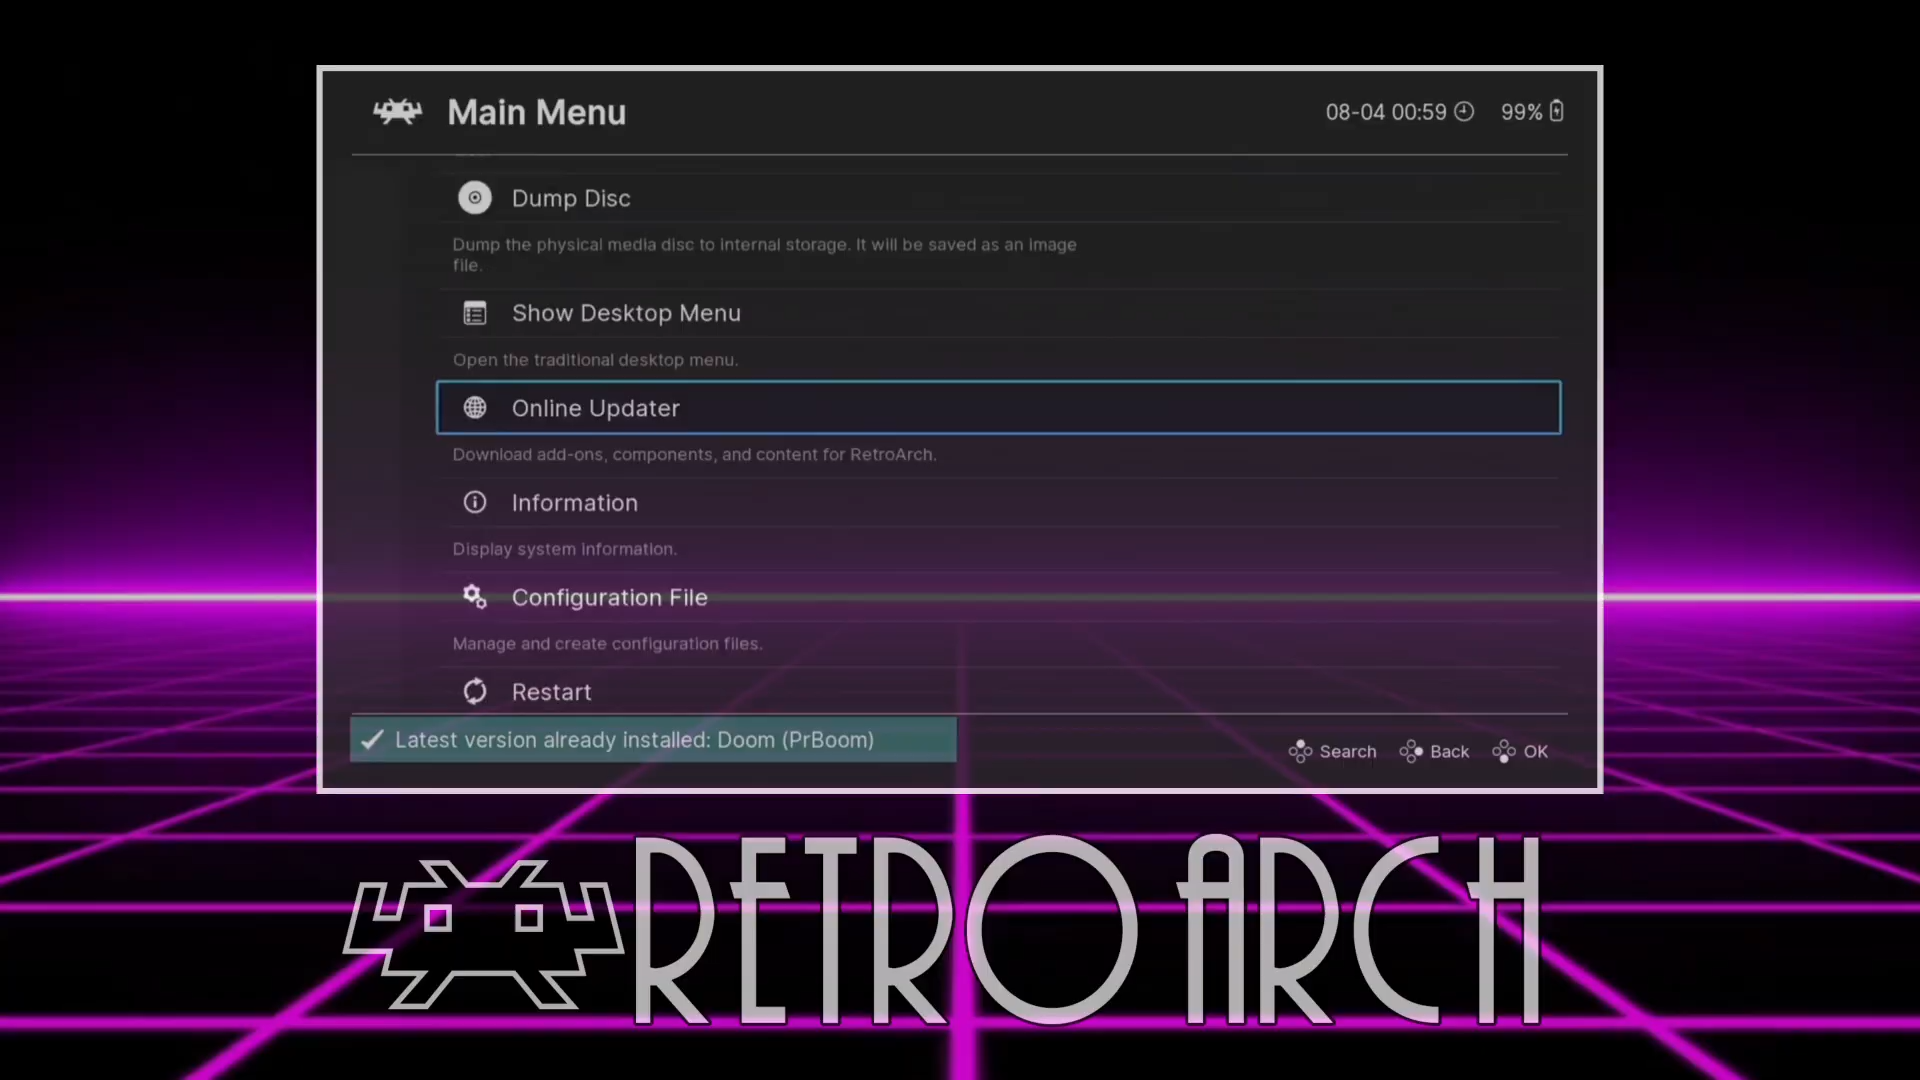 Main Menu
08-04 00:59 99%
Dump Disc
Dump the physical media disc to internal storage. It will be saved as an image
file.
Show Desktop Menu
Open the traditional desktop menu.
Online Updater
Download add-ons, components, and content for RetroArch.
Information
Display system information.
Configuration File
Manage and create configuration files.
Restart
Latest version already installed: Doom (PrBoom)
Search Back OK
RETROARCH